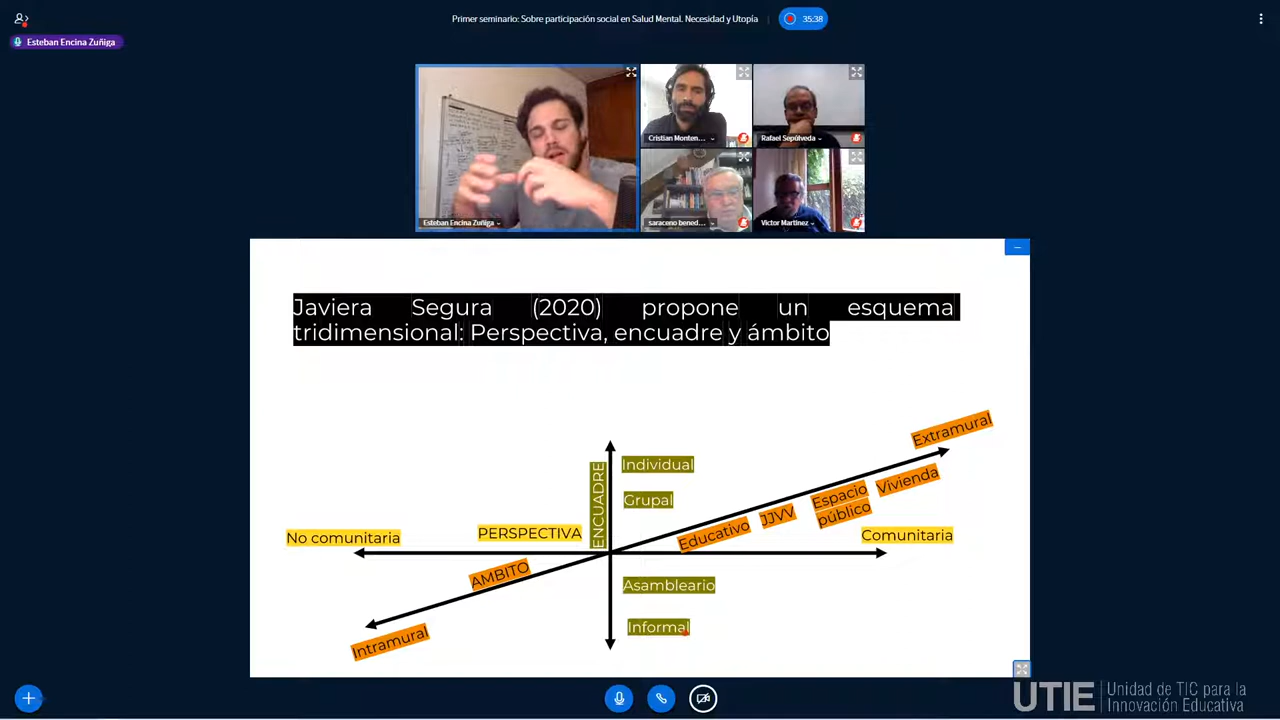 Primer seminario: Sobre participación social en Salud Mental. Necesidad y Utopía
35:38
Esteban Encina Zuñiga
Cristian Monten...
Rafael Sepúlveda
Esteban Encina Zuñiga
saraceno bened...
Victor Martinez
Javiera Segura (2020) propone un esquema
tridimensional: Perspectiva, encuadre y ámbito
Extramural
Individual
ENCUADRE
Grupal
Vivienda
Espacio
público
JJVV
Educativo
No comunitaria
PERSPECTIVA
Comunitaria
AMBITO
Asambleario
Informal
Intramural
UTIE
Unidad de TIC para la
Innovación Educativa